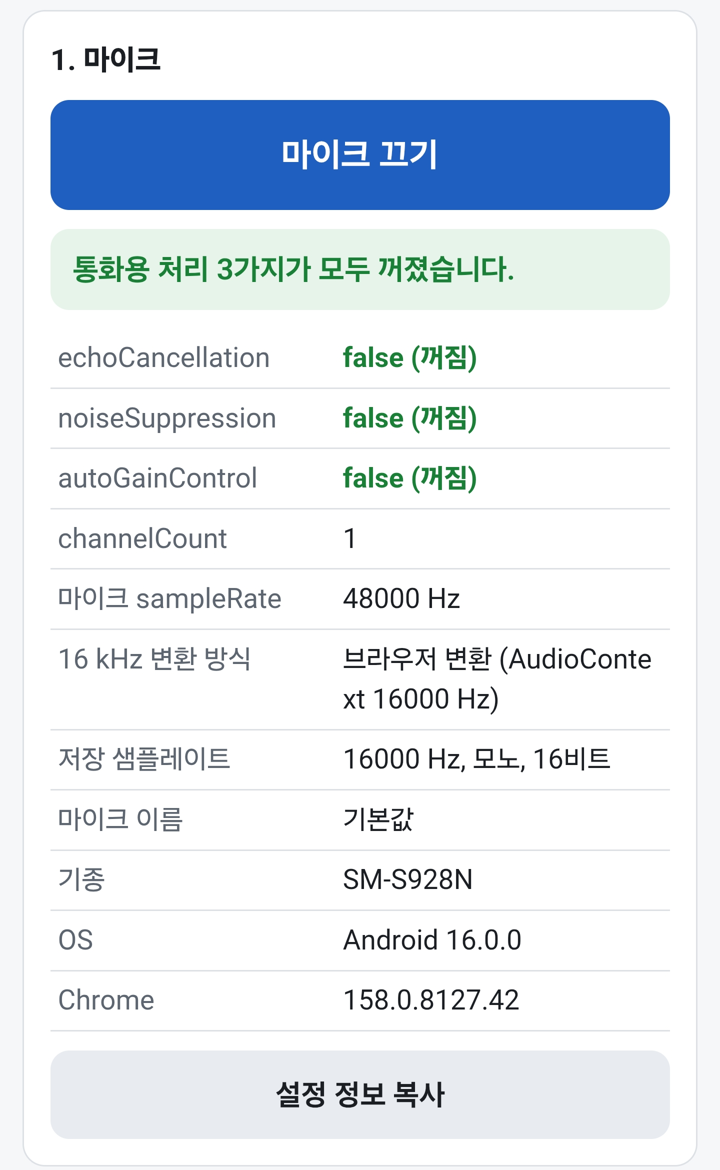 1. 마이크
마이크 끄기
통화용 처리 3가지가 모두 꺼졌습니다.
echoCancellation false (꺼짐)
noiseSuppression false (꺼짐)
autoGainControl false (꺼짐)
channelCount 1
마이크 sampleRate 48000 Hz
16 kHz 변환 방식 브라우저 변환 (AudioConte
xt 16000 Hz)
저장 샘플레이트 16000 Hz, 모노, 16비트
마이크 이름 기본값
기종 SM-S928N
OS Android 16.0.0
Chrome 158.0.8127.42
설정 정보 복사